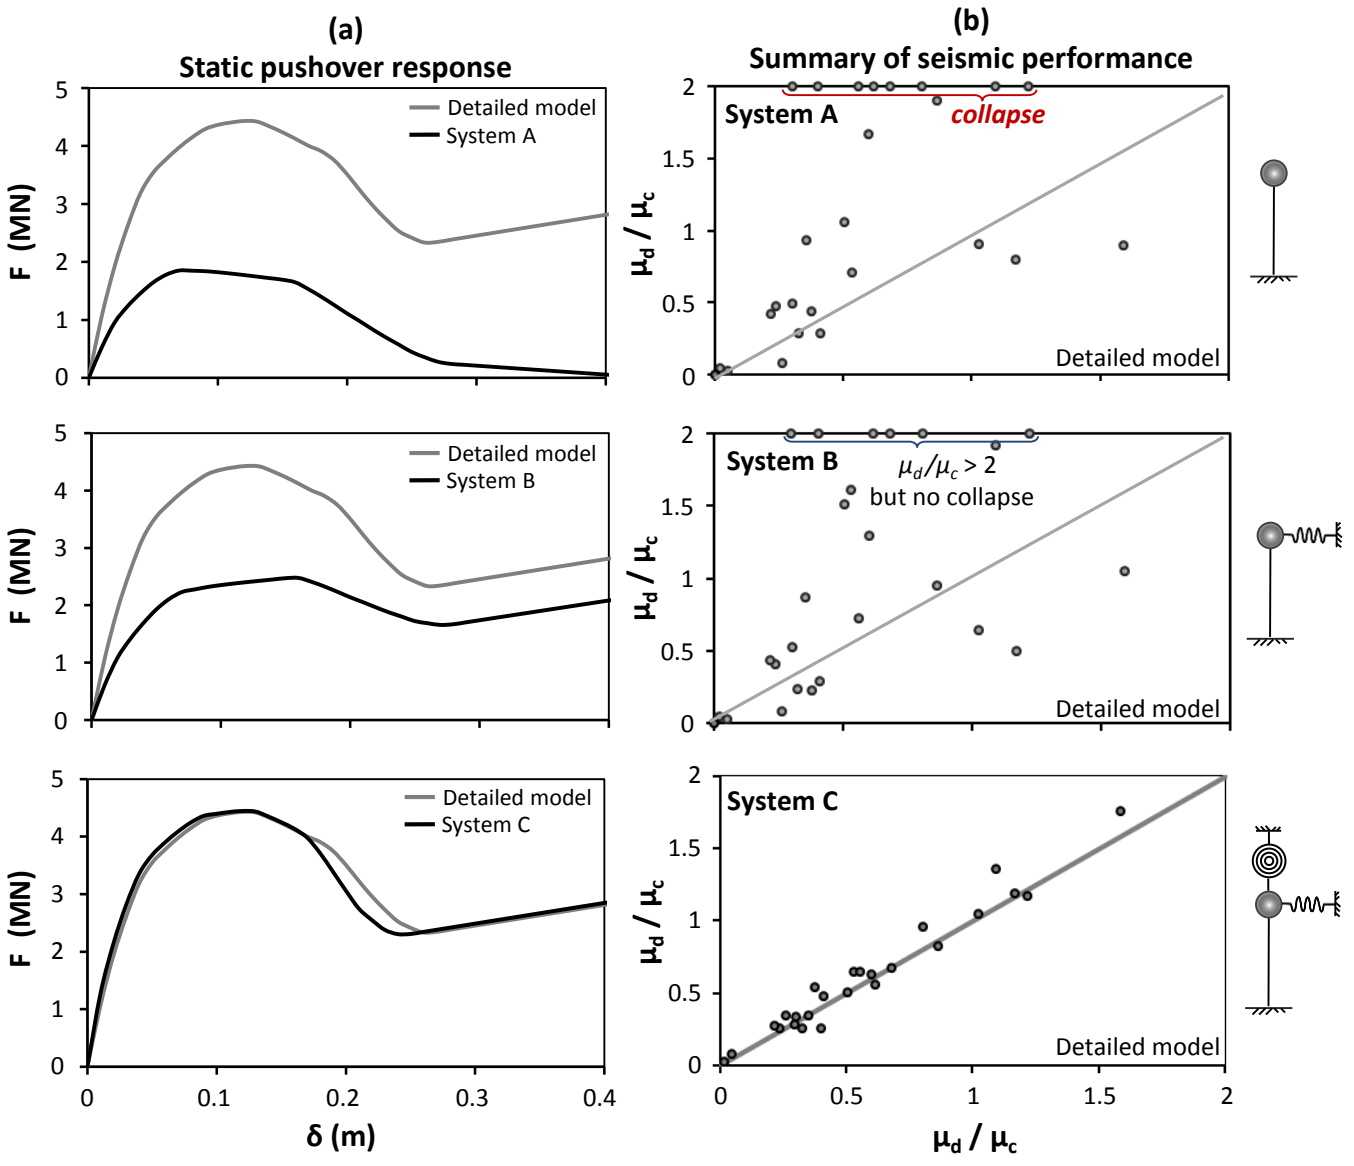 (a)
Static pushover response
(b)
Summary of seismic performance
5
4
3
2
1
0
F (MN)
Detailed model
System A
2
1.5
1
0.5
0
μd / μc
System A
collapse
Detailed model
5
4
3
2
1
0
F (MN)
Detailed model
System B
2
1.5
1
0.5
0
μd / μc
System B
μd/μc > 2
but no collapse
Detailed model
5
4
3
2
1
0
F (MN)
Detailed model
System C
0
0.1
0.2
0.3
0.4
δ (m)
2
1.5
1
0.5
0
μd / μc
System C
Detailed model
0
0.5
1
1.5
2
μd / μc